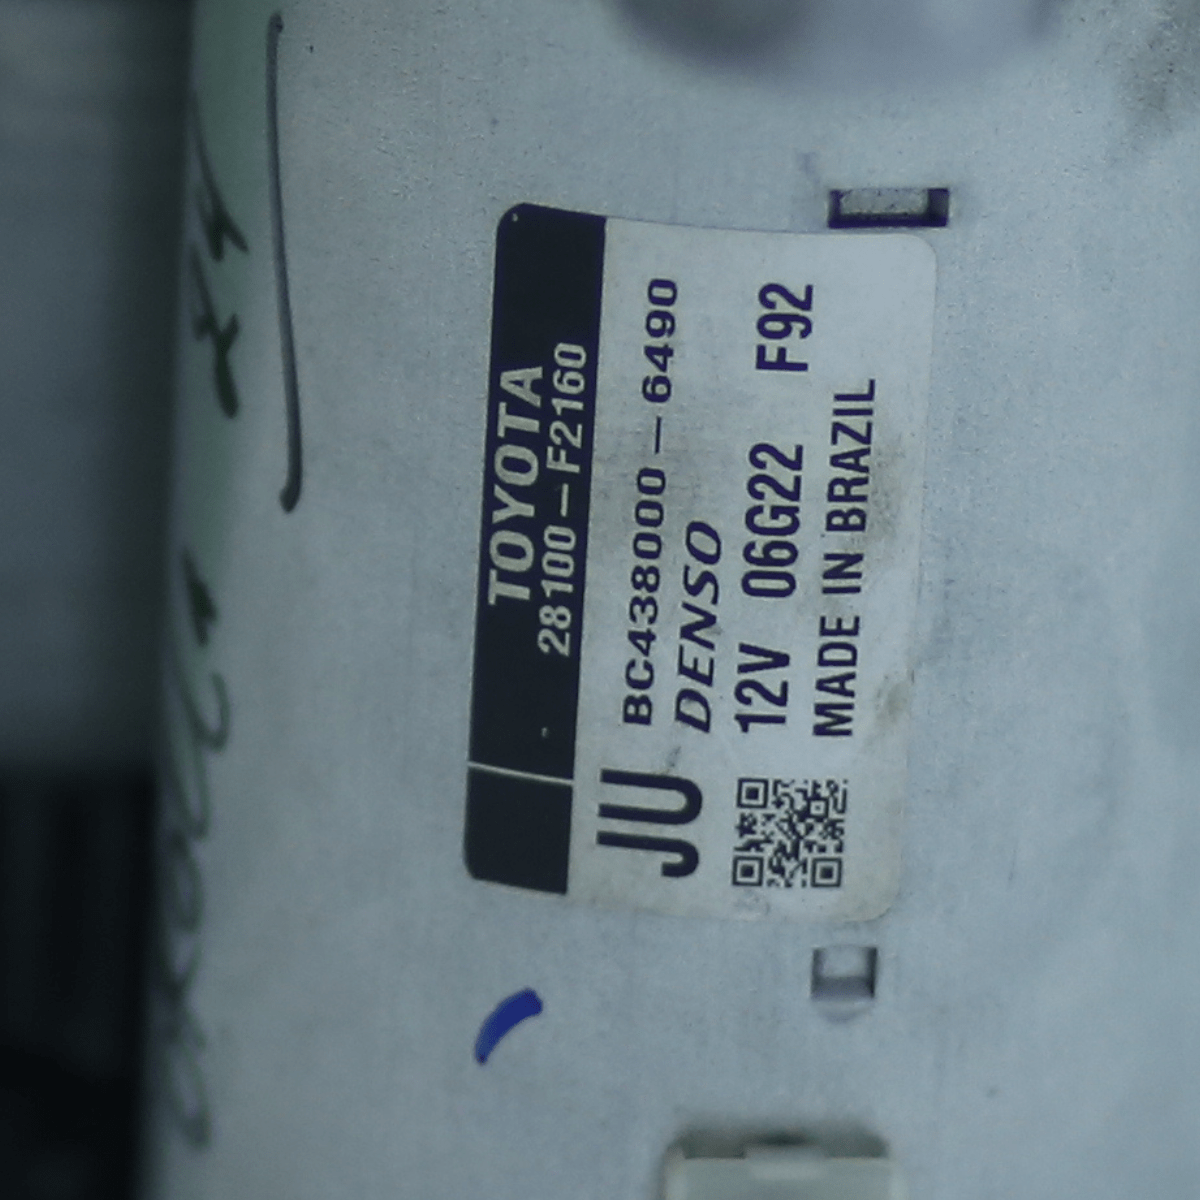 TOYOTA
28100-F2160
JU
BC438000-6490
DENSO
12V 06G22 F92
MADE IN BRAZIL